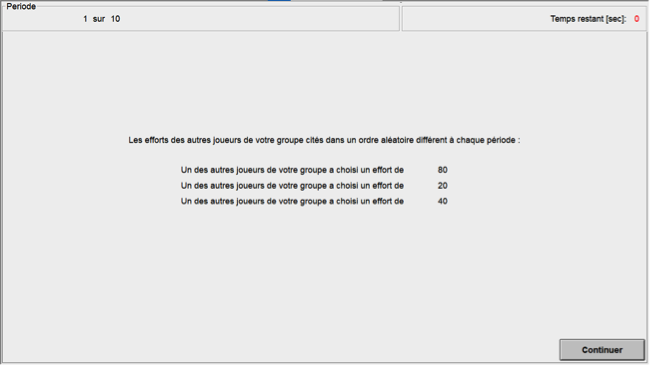 Periode
1 sur 10
Temps restant [sec]: 0
Les efforts des autres joueurs de votre groupe cités dans un ordre aléatoire différent à chaque période :
Un des autres joueurs de votre groupe a choisi un effort de 80
Un des autres joueurs de votre groupe a choisi un effort de 20
Un des autres joueurs de votre groupe a choisi un effort de 40
Continuer